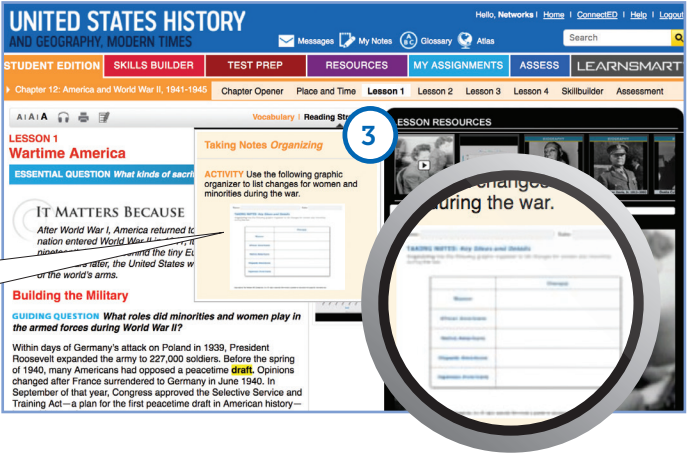 UNITED STATES HISTORY
AND GEOGRAPHY, MODERN TIMES
Hello, Networks! | Home | ConnectED | Help | Logout
Messages My Notes Glossary Atlas
Search
STUDENT EDITION SKILLS BUILDER TEST PREP RESOURCES MY ASSIGNMENTS ASSESS LEARNSMART
Chapter 12: America and World War II, 1941-1945 Chapter Opener Place and Time Lesson 1 Lesson 2 Lesson 3 Lesson 4 Skillbuilder Assessment
A I A I A
Vocabulary | Reading
3
LESSON RESOURCES
LESSON 1
Wartime America
ESSENTIAL QUESTION What kinds of
Taking Notes Organizing
ACTIVITY Use the following graphic
organizer to list changes for women and
minorities during the war.
TAKING NOTES: Key Ideas and Details
IT MATTERS BECAUSE
After World War I, America returned to
nation entered World War II
later, the United States
of the world's arms.
Building the Military
GUIDING QUESTION What roles did minorities and women play in
the armed forces during World War II?
Within days of Germany's attack on Poland in 1939, President
Roosevelt expanded the army to 227,000 soldiers. Before the spring
of 1940, many Americans had opposed a peacetime draft. Opinions
changed after France surrendered to Germany in June 1940. In
September of that year, Congress approved the Selective Service and
Training Act—a plan for the first peacetime draft in American history—
changes
during the war.
TAKING NOTES: Key Ideas and Details
Changes
Women
African Americans
Native Americans
Hispanic Americans
Japanese Americans